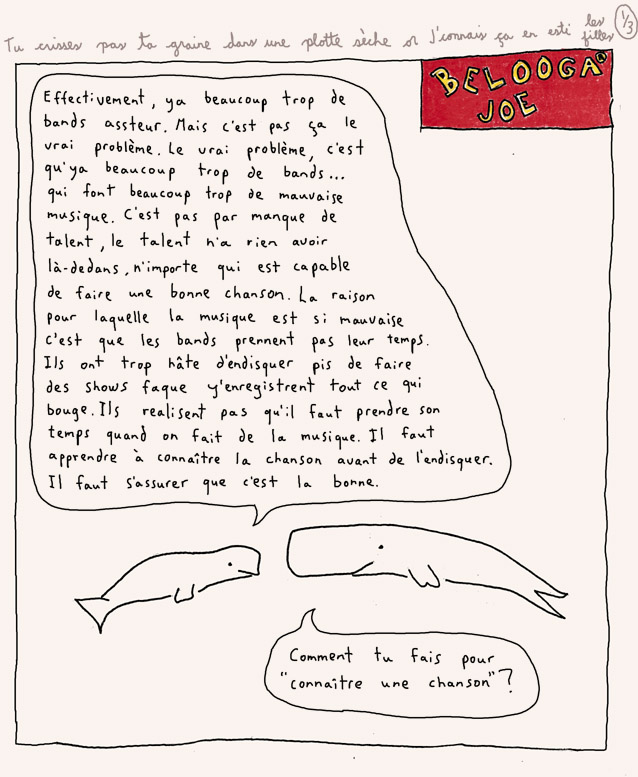 Tu crisses pas ta graine dans une plotte sèche or j'connais ça en esti les filles
1/3
BELOOGA
JOE
Effectivement, ya beaucoup trop de
bands assteur. Mais c'est pas ça le
vrai problème. Le vrai problème, c'est
qu'ya beaucoup trop de bands...
qui font beaucoup trop de mauvaise
musique. C'est pas par manque de
talent, le talent n'a rien avoir
là-dedans, n'importe qui est capable
de faire une bonne chanson. La raison
pour laquelle la musique est si mauvaise
c'est que les bands prennent pas leur temps.
Ils ont trop hâte d'endisquer pis de faire
des shows faque y'enregistrent tout ce qui
bouge. Ils realisent pas qu'il faut prendre son
temps quand on fait de la musique. Il faut
apprendre à connaître la chanson avant de l'endisquer.
Il faut s'assurer que c'est la bonne.
Comment tu fais pour
"connaître une chanson"?